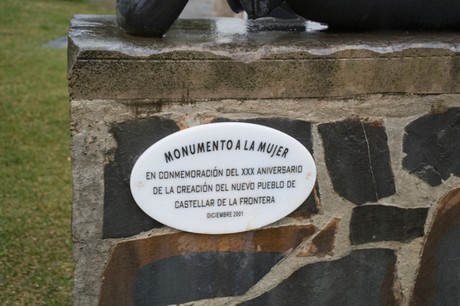 MONUMENTO A LA MUJER
EN CONMEMORACIÓN DEL XXX ANIVERSARIO
DE LA CREACIÓN DEL NUEVO PUEBLO DE
CASTELLAR DE LA FRONTERA
DICIEMBRE 2001